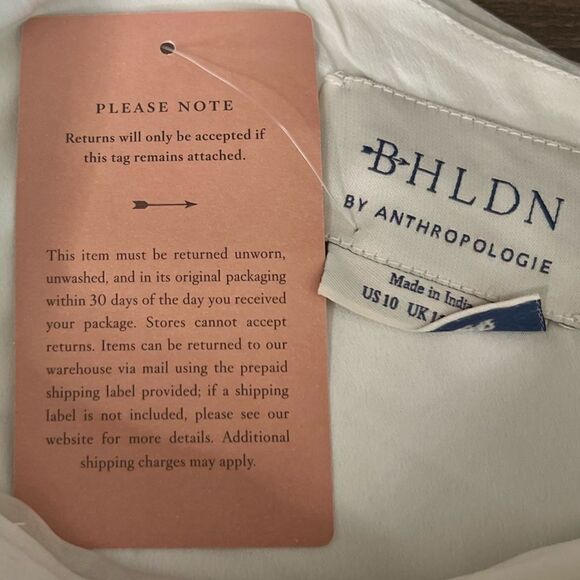 PLEASE NOTE
Returns will only be accepted if
this tag remains attached.
This item must be returned unworn,
unwashed, and in its original packaging
within 30 days of the day you received
your package. Stores cannot accept
returns. Items can be returned to our
warehouse via mail using the prepaid
shipping label provided; if a shipping
label is not included, please see our
website for more details. Additional
shipping charges may apply.
BHLDN
BY ANTHROPOLOGIE
Made in India
US 10 UK